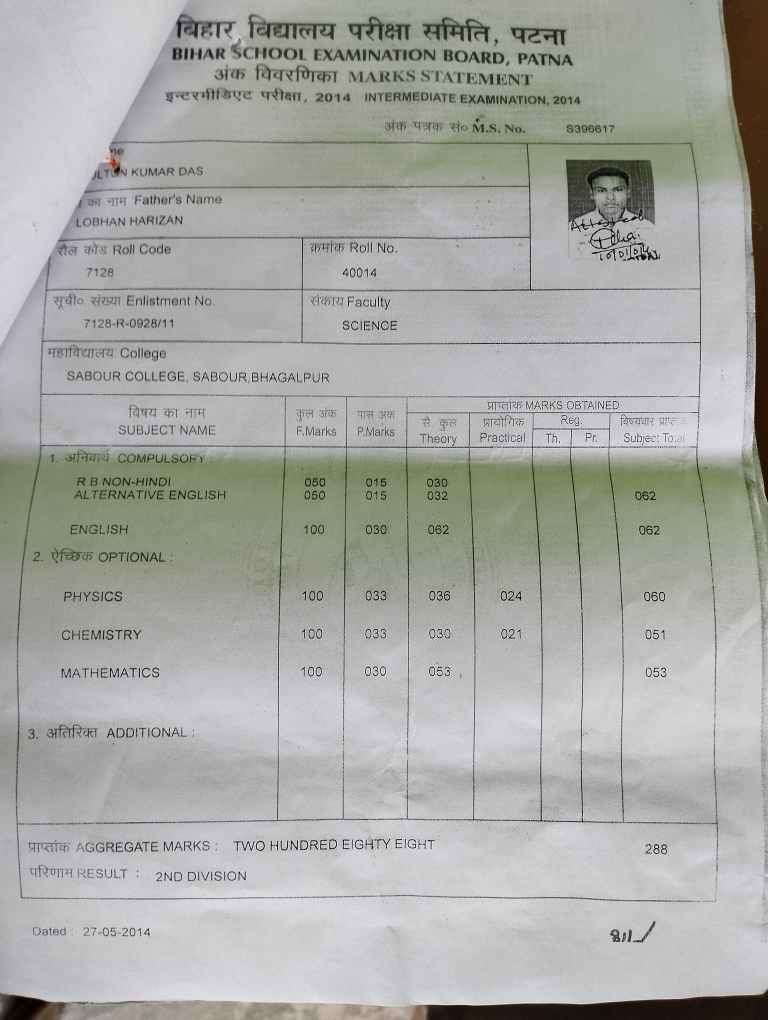 बिहार विद्यालय परीक्षा समिति, पटना
BIHAR SCHOOL EXAMINATION BOARD, PATNA
अंक विवरणिका MARKS STATEMENT
इन्टरमीडिएट परीक्षा, 2014 INTERMEDIATE EXAMINATION, 2014
अंक पत्रक सं० M.S. No. S396617
KUMAR DAS
का नाम Father's Name
LOBHAN HARIZAN
रौल कोड Roll Code क्रमांक Roll No.
7128 40014
सूची० संख्या Enlistment No. संकाय Faculty
7128-R-0928/11 SCIENCE
महाविद्यालय College
SABOUR COLLEGE, SABOUR,BHAGALPUR
विषय का नाम कुल अंक पास अंक प्राप्तांक MARKS OBTAINED
SUBJECT NAME F.Marks P.Marks सै. कुल Theory प्रायोगिक Practical Reg. Th. Pr. विषयवार Subject Total
1. अनिवार्य COMPULSORY
R B NON-HINDI 050 015 030
ALTERNATIVE ENGLISH 050 015 032 062
ENGLISH 100 030 062 062
2. ऐच्छिक OPTIONAL :
PHYSICS 100 033 036 024 060
CHEMISTRY 100 033 030 021 051
MATHEMATICS 100 030 053 053
3. अतिरिक्त ADDITIONAL :
प्राप्तांक AGGREGATE MARKS : TWO HUNDRED EIGHTY EIGHT 288
परिणाम RESULT : 2ND DIVISION
Dated : 27-05-2014